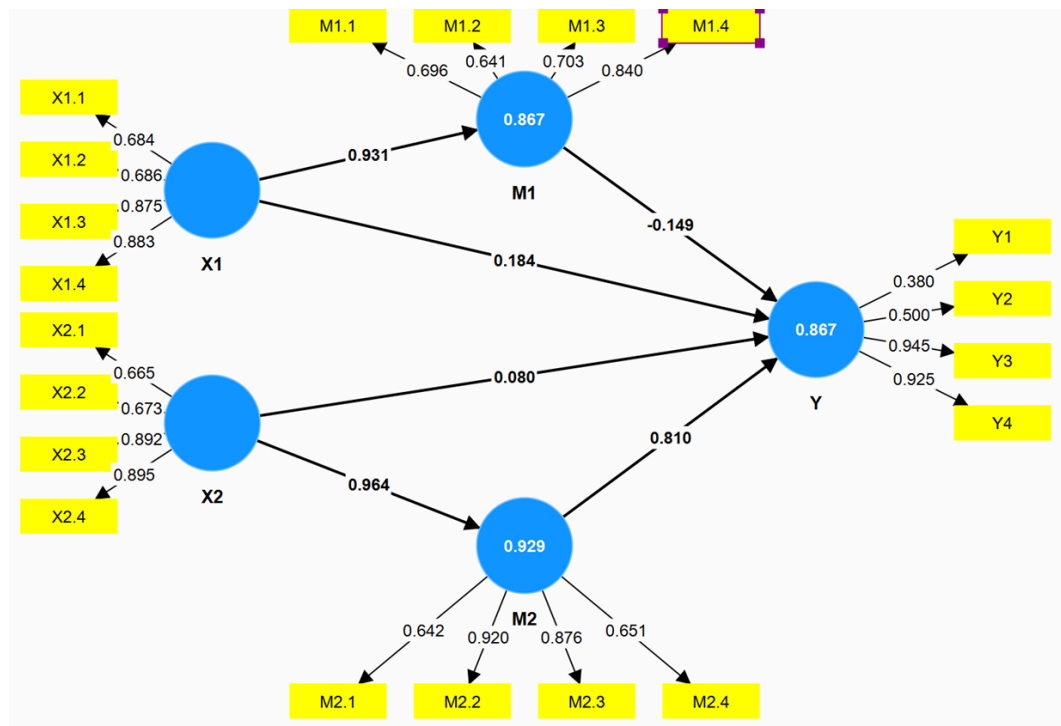 M1.1
M1.2
M1.3
M1.4
0.696
0.641
0.703
0.840
X1.1
X1.2
X1.3
X1.4
0.684
0.686
0.875
0.883
X1
0.931
0.867
M1
-0.149
0.184
X2.1
X2.2
X2.3
X2.4
0.665
0.673
0.892
0.895
X2
0.080
0.964
0.810
0.867
Y
0.380
0.500
0.945
0.925
Y1
Y2
Y3
Y4
0.929
M2
0.642
0.920
0.876
0.651
M2.1
M2.2
M2.3
M2.4